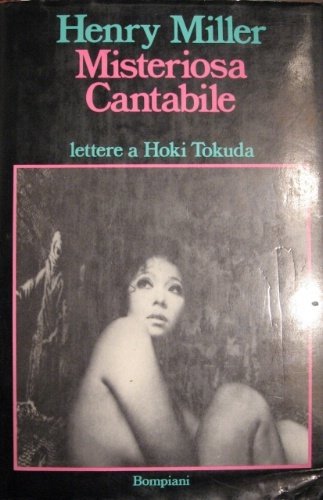 Henry Miller
Misteriosa
Cantabile
lettere a Hoki Tokuda
Bompiani